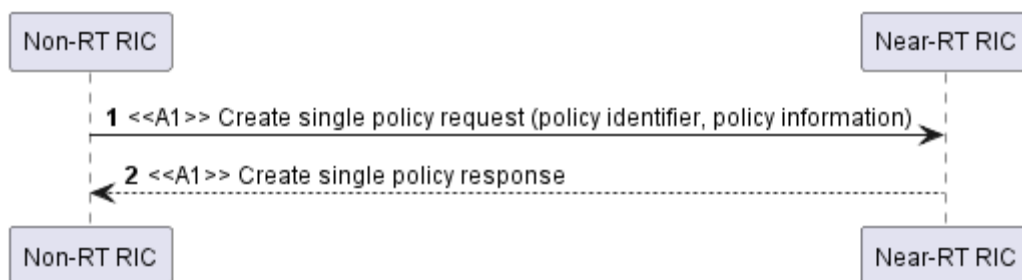 Non-RT RIC
Near-RT RIC
1 <<A1>> Create single policy request (policy identifier, policy information)
2 <<A1>> Create single policy response
Non-RT RIC
Near-RT RIC